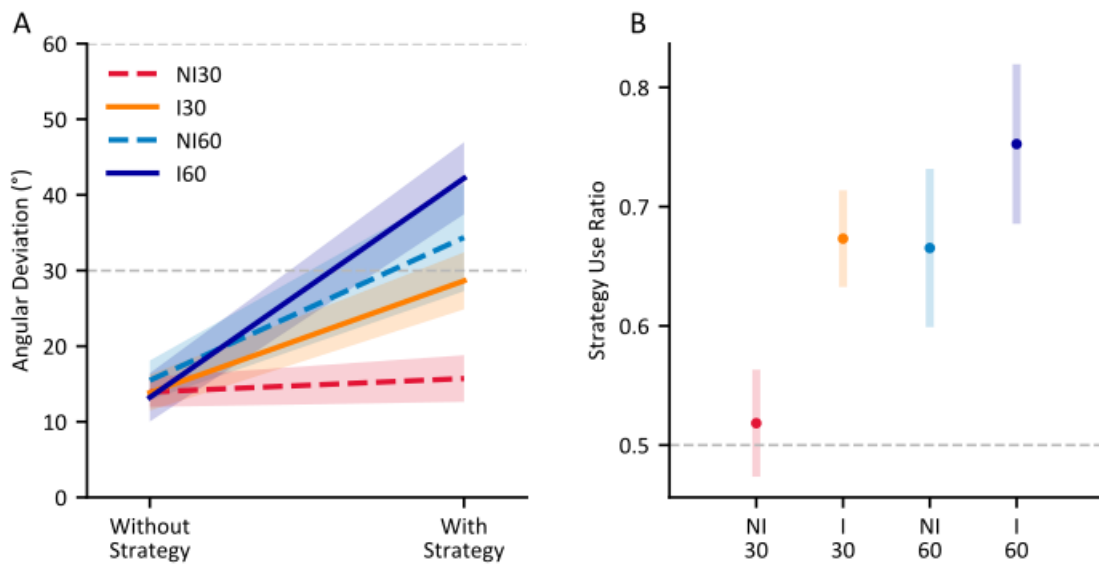 A
Angular Deviation (°)
60
50
40
30
20
10
0
NI30
I30
NI60
I60
Without
Strategy
With
Strategy
B
Strategy Use Ratio
0.8
0.7
0.6
0.5
NI
30
I
30
NI
60
I
60